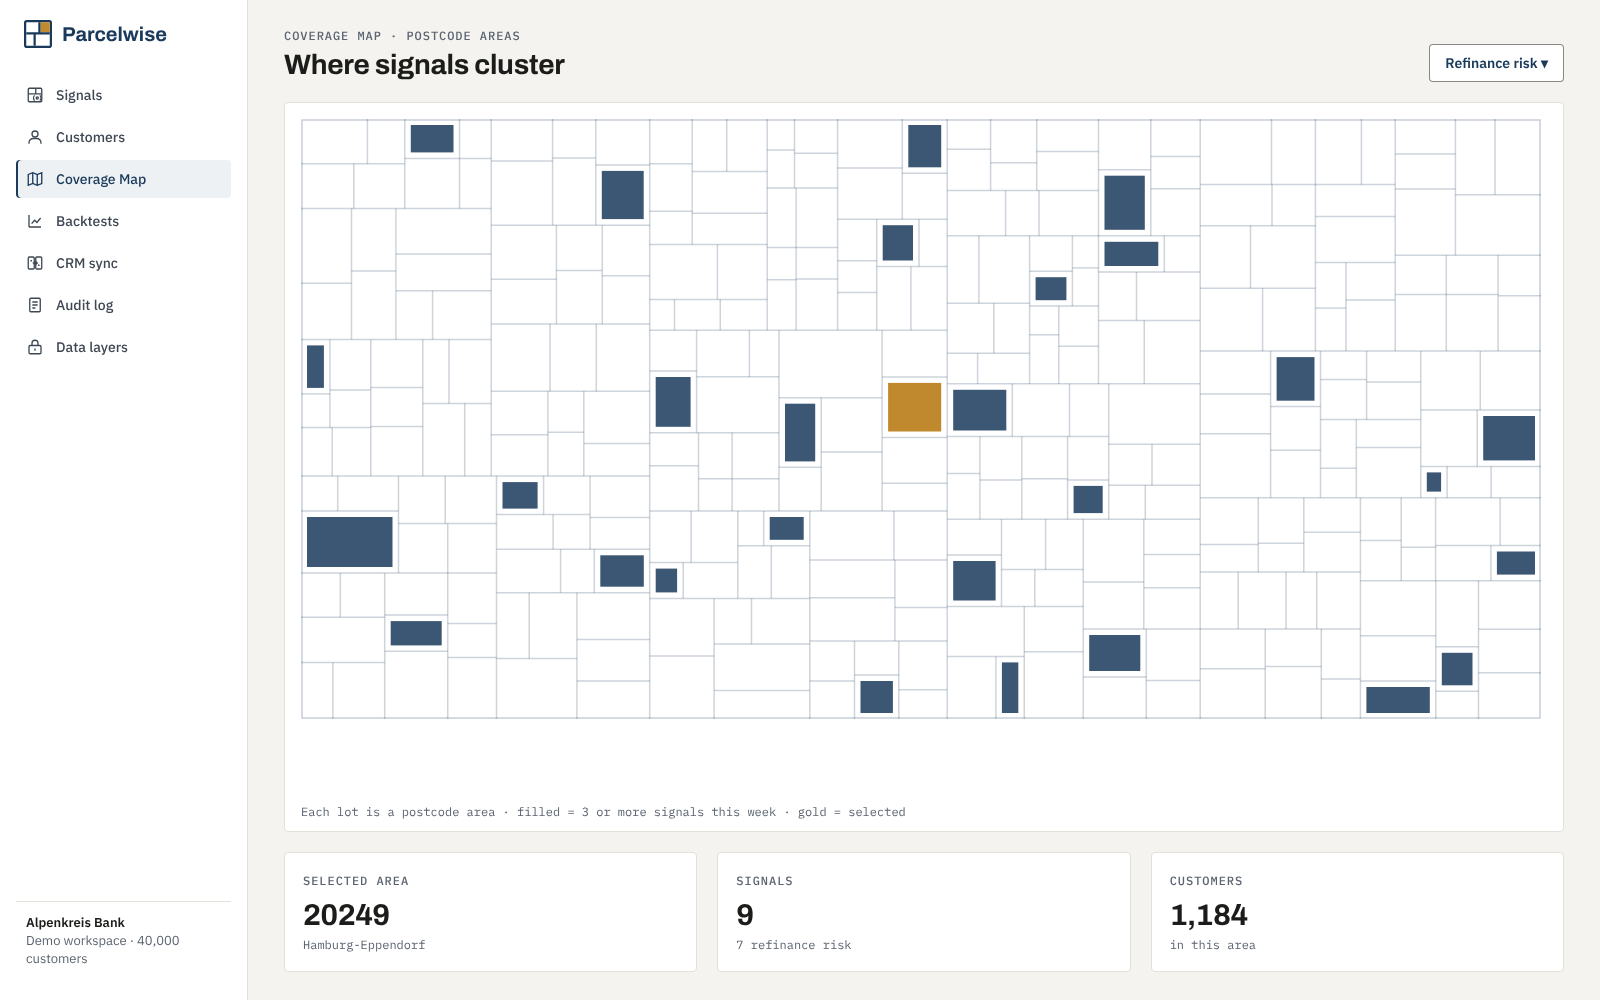 Parcelwise
Signals
Customers
Coverage Map
Backtests
CRM sync
Audit log
Data layers
Alpenkreis Bank
Demo workspace · 40,000
customers
COVERAGE MAP · POSTCODE AREAS
Where signals cluster
Refinance risk ▾
Each lot is a postcode area · filled = 3 or more signals this week · gold = selected
SELECTED AREA
20249
Hamburg-Eppendorf
SIGNALS
9
7 refinance risk
CUSTOMERS
1,184
in this area